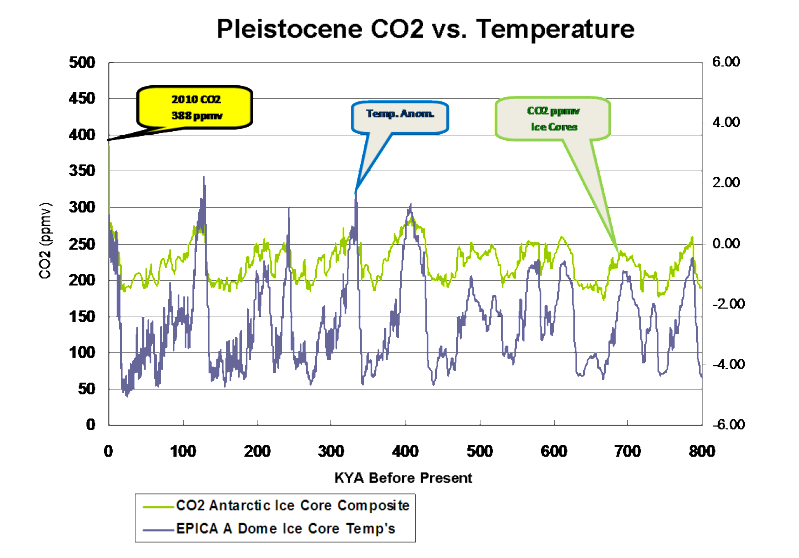 Pleistocene CO2 vs. Temperature
500
450
400
350
300
250
200
150
100
50
0
CO2 (ppmv)
6.00
4.00
2.00
0.00
-2.00
-4.00
-6.00
2010 CO2
388 ppmv
Temp. Anom.
CO2 ppmv
Ice Cores
0 100 200 300 400 500 600 700 800
KYA Before Present
CO2 Antarctic Ice Core Composite
EPICA A Dome Ice Core Temp's